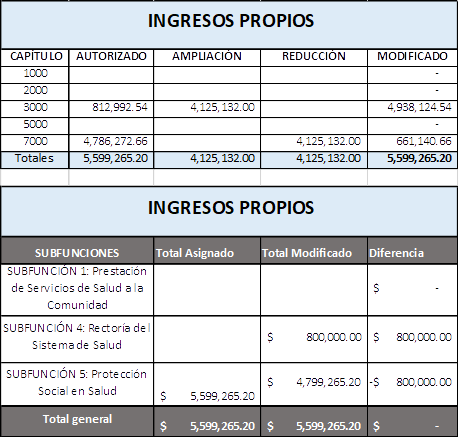 INGRESOS PROPIOS
CAPÍTULO AUTORIZADO AMPLIACIÓN REDUCCIÓN MODIFICADO
1000 -
2000 -
3000 812,992.54 4,125,132.00 4,938,124.54
5000 -
7000 4,786,272.66 4,125,132.00 661,140.66
Totales 5,599,265.20 4,125,132.00 4,125,132.00 5,599,265.20
INGRESOS PROPIOS
SUBFUNCIONES Total Asignado Total Modificado Diferencia
SUBFUNCIÓN 1: Prestación
de Servicios de Salud a la
Comunidad
$ -
SUBFUNCIÓN 4: Rectoría del
Sistema de Salud
$ 800,000.00 $ 800,000.00
SUBFUNCIÓN 5: Protección
Social en Salud
$ 5,599,265.20 $ 4,799,265.20 -$ 800,000.00
Total general $ 5,599,265.20 $ 5,599,265.20 $ -